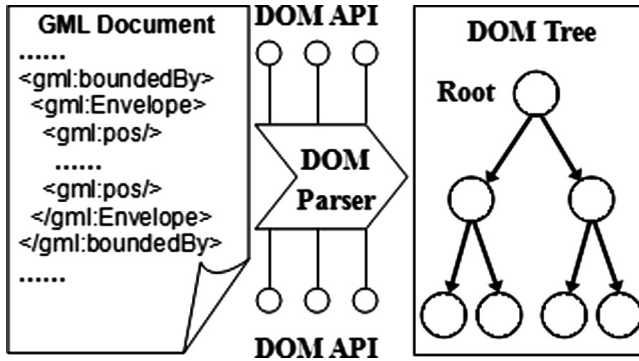 GML Document
......
<gml:boundedBy>
<gml:Envelope>
<gml:pos/>
......
<gml:pos/>
</gml:Envelope>
</gml:boundedBy>
......
DOM API
DOM
Parser
DOM API
DOM Tree
Root